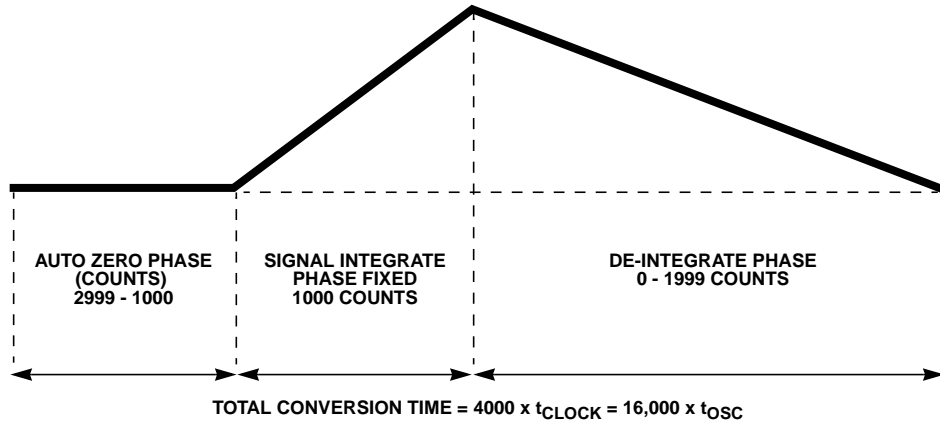 AUTO ZERO PHASE
(COUNTS)
2999 - 1000
SIGNAL INTEGRATE
PHASE FIXED
1000 COUNTS
DE-INTEGRATE PHASE
0 - 1999 COUNTS
TOTAL CONVERSION TIME = 4000 x tCLOCK = 16,000 x tOSC